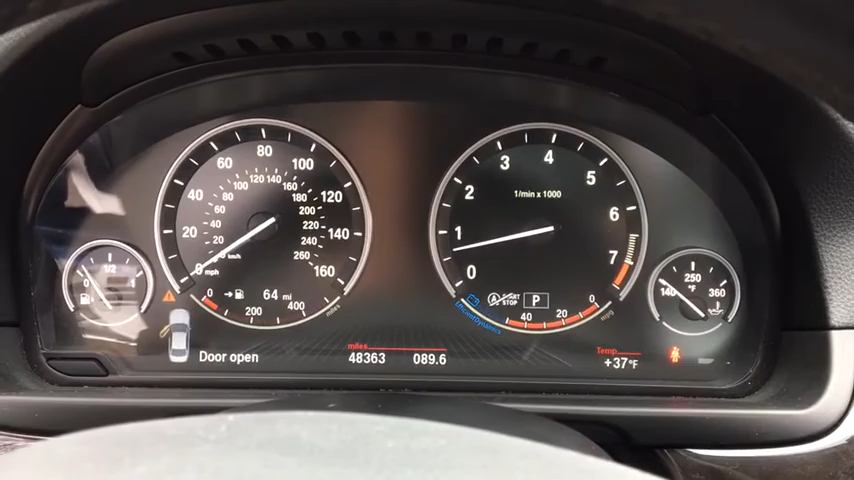 20
40
60
80
100
120
140
160
0
mph
20
40
60
80
100
120
140
160
180
200
220
240
260
km/h
0
1
2
3
4
5
6
7
1/min x 1000
0 1/2 1
140 250 360
°F
64 mi
0 200 400
miles
START
STOP
P
40 20 0
mpg
EfficientDynamics
Door open
miles
48363 089.6
Temp
+37°F